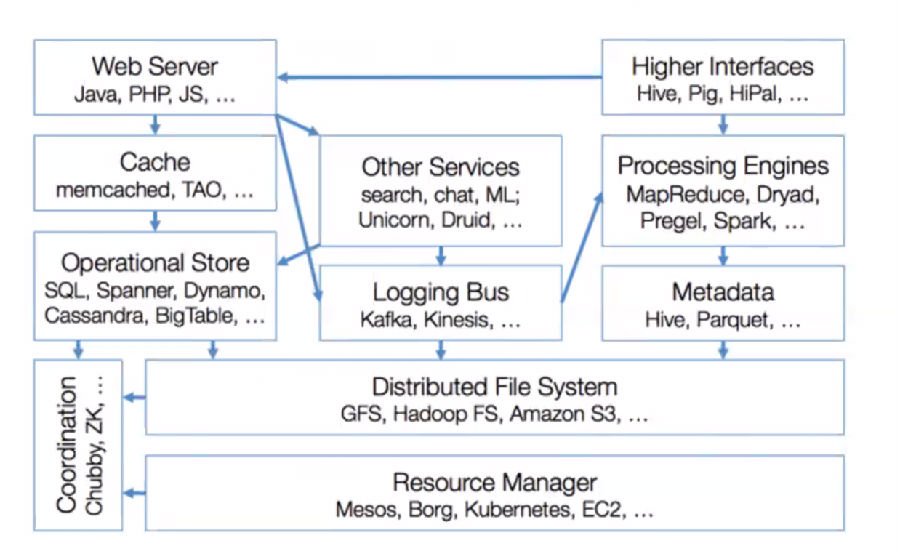 Web Server
Java, PHP, JS, ...
Higher Interfaces
Hive, Pig, HiPal, ...
Cache
memcached, TAO, ...
Other Services
search, chat, ML;
Unicorn, Druid, ...
Processing Engines
MapReduce, Dryad,
Pregel, Spark, ...
Operational Store
SQL, Spanner, Dynamo,
Cassandra, BigTable, ...
Logging Bus
Kafka, Kinesis, ...
Metadata
Hive, Parquet, ...
Coordination
Chubby, ZK, ...
Distributed File System
GFS, Hadoop FS, Amazon S3, ...
Resource Manager
Mesos, Borg, Kubernetes, EC2, ...